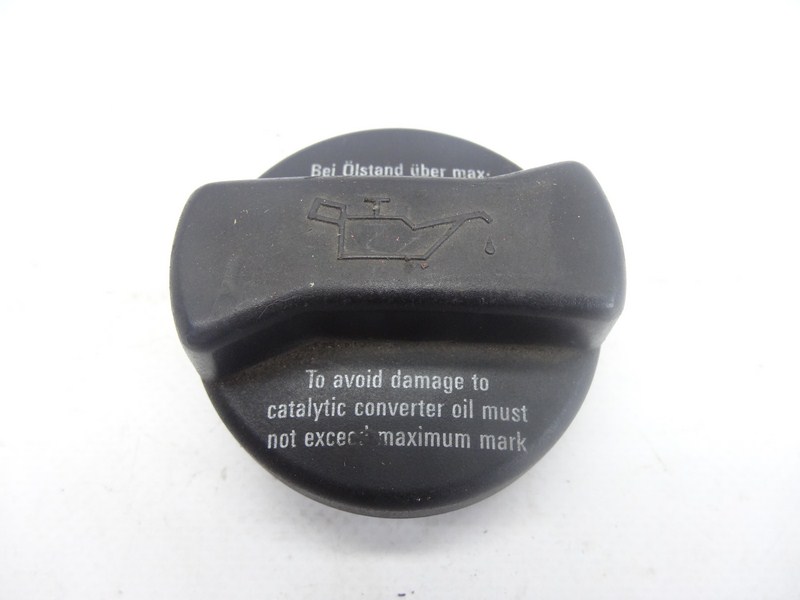 Bei Ölstand über max.
To avoid damage to
catalytic converter oil must
not exceed maximum mark